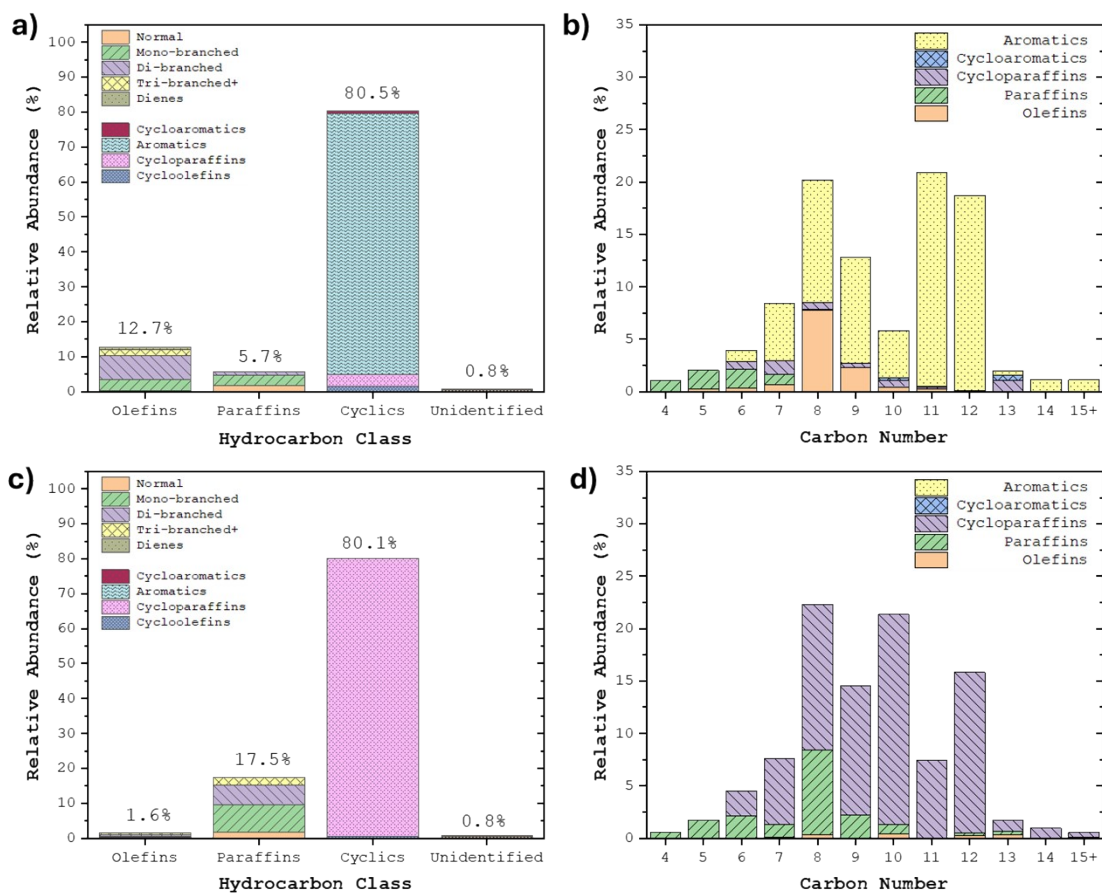 a)
Relative Abundance (%)
100
90
80
70
60
50
40
30
20
10
0
Normal
Mono-branched
Di-branched
Tri-branched+
Dienes
Cycloaromatics
Aromatics
Cycloparaffins
Cycloolefins
12.7%
5.7%
80.5%
0.8%
Olefins Paraffins Cyclics Unidentified
Hydrocarbon Class
b)
Relative Abundance (%)
35
30
25
20
15
10
5
0
Aromatics
Cycloaromatics
Cycloparaffins
Paraffins
Olefins
4 5 6 7 8 9 10 11 12 13 14 15+
Carbon Number
c)
Relative Abundance (%)
100
90
80
70
60
50
40
30
20
10
0
Normal
Mono-branched
Di-branched
Tri-branched+
Dienes
Cycloaromatics
Aromatics
Cycloparaffins
Cycloolefins
1.6%
17.5%
80.1%
0.8%
Olefins Paraffins Cyclics Unidentified
Hydrocarbon Class
d)
Relative Abundance (%)
35
30
25
20
15
10
5
0
Aromatics
Cycloaromatics
Cycloparaffins
Paraffins
Olefins
4 5 6 7 8 9 10 11 12 13 14 15+
Carbon Number